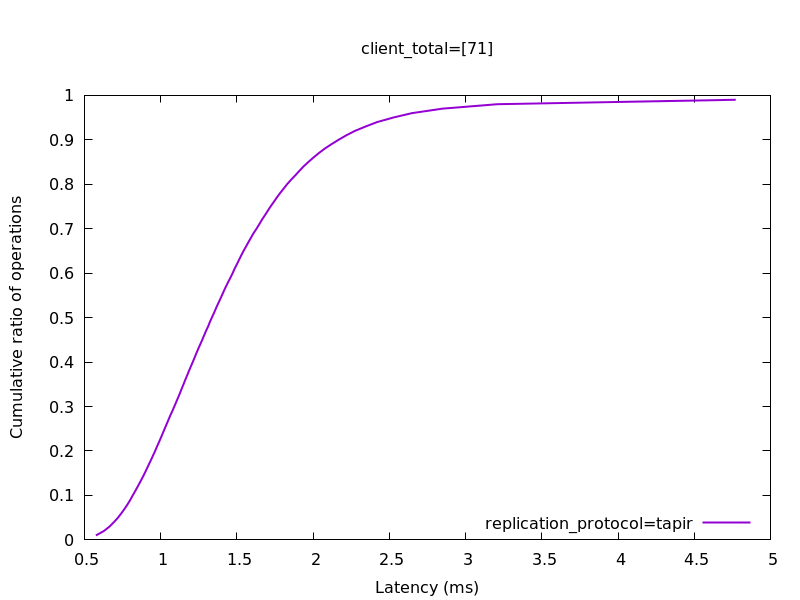 client_total=[71]
1
0.9
0.8
0.7
0.6
0.5
0.4
0.3
0.2
0.1
0
Cumulative ratio of operations
replication_protocol=tapir
0.5 1 1.5 2 2.5 3 3.5 4 4.5 5
Latency (ms)